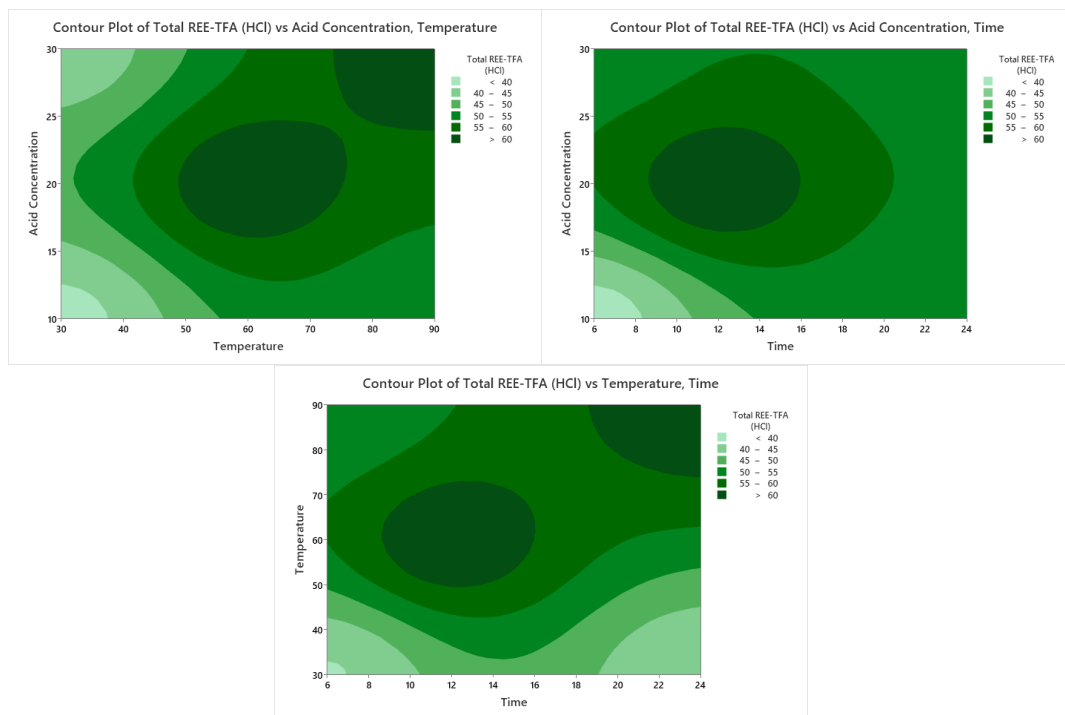 Contour Plot of Total REE-TFA (HCl) vs Acid Concentration, Temperature
Total REE-TFA
(HCl)
< 40
40 – 45
45 – 50
50 – 55
55 – 60
> 60
Acid Concentration
30
25
20
15
10
30 40 50 60 70 80 90
Temperature
Contour Plot of Total REE-TFA (HCl) vs Acid Concentration, Time
Total REE-TFA
(HCl)
< 40
40 – 45
45 – 50
50 – 55
55 – 60
> 60
Acid Concentration
30
25
20
15
10
6 8 10 12 14 16 18 20 22 24
Time
Contour Plot of Total REE-TFA (HCl) vs Temperature, Time
Total REE-TFA
(HCl)
< 40
40 – 45
45 – 50
50 – 55
55 – 60
> 60
Temperature
90
80
70
60
50
40
30
6 8 10 12 14 16 18 20 22 24
Time